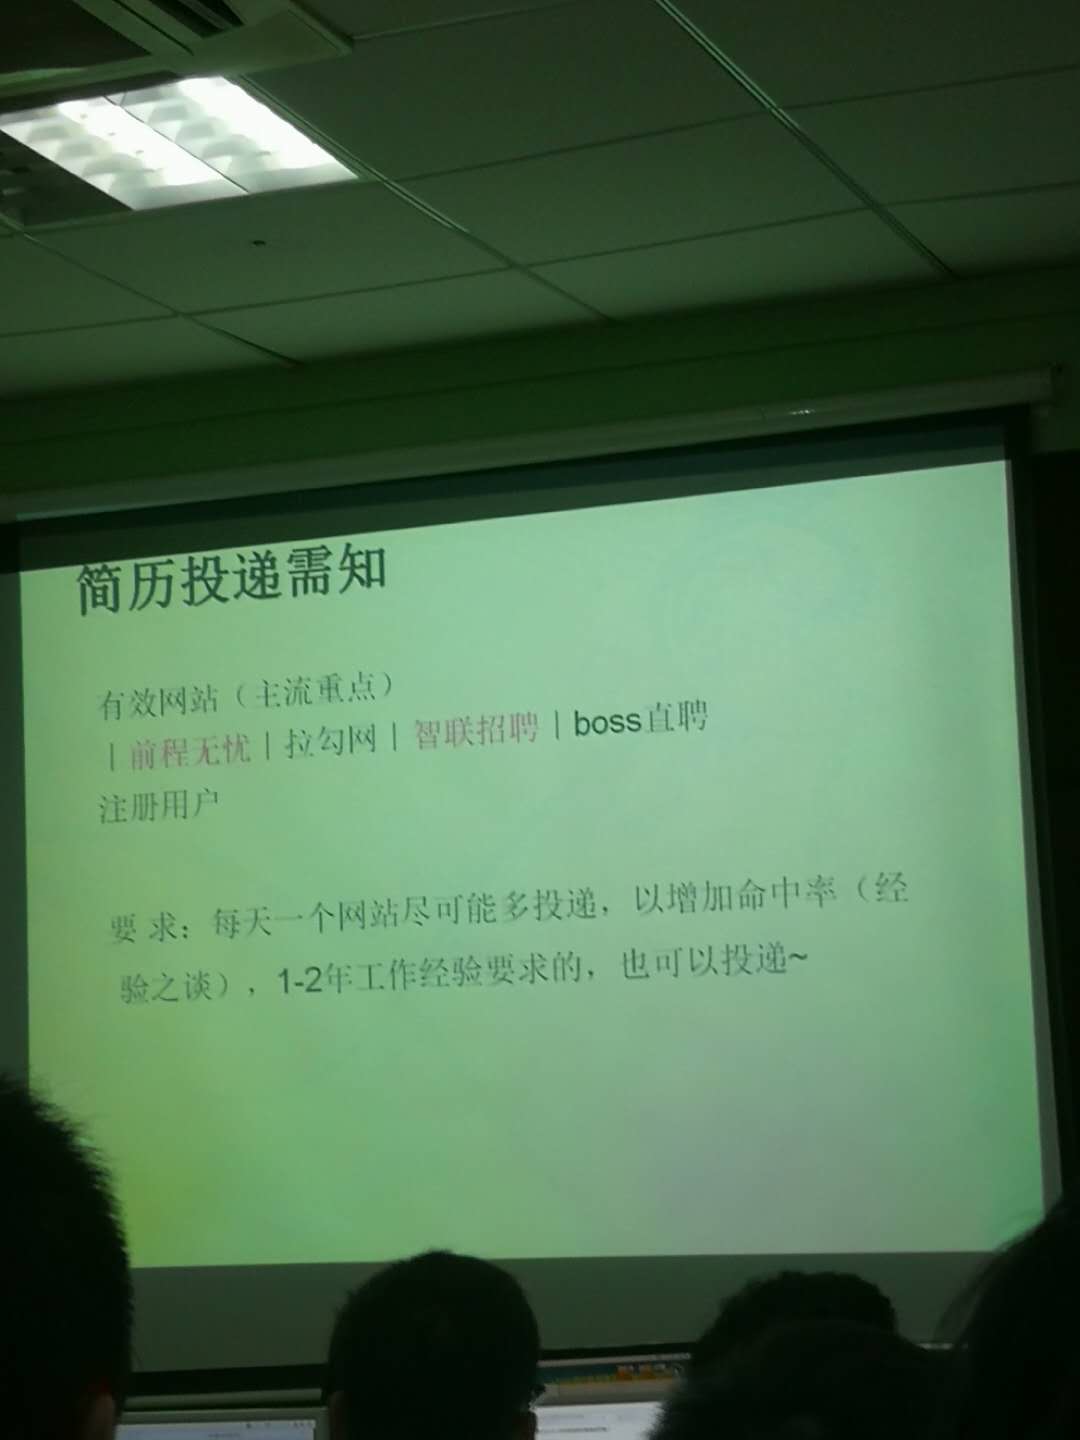 简历投递需知
有效网站（主流重点）
｜前程无忧｜拉勾网｜智联招聘｜boss直聘
注册用户
要 求：每天一个网站尽可能多投递，以增加命中率（经
验之谈），1-2年工作经验要求的，也可以投递~